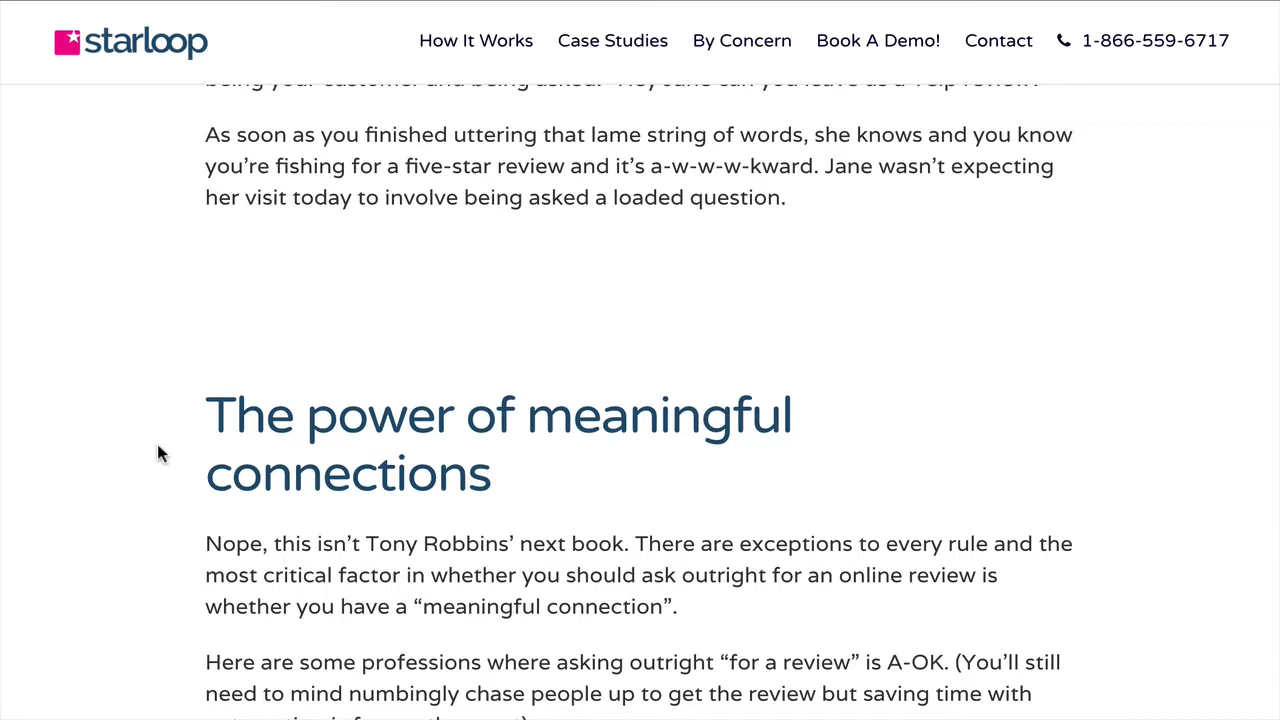 starloop
How It Works Case Studies By Concern Book A Demo! Contact 1-866-559-6717
being your customer and being asked:
As soon as you finished uttering that lame string of words, she knows and you know
you’re fishing for a five-star review and it’s a-w-w-w-kward. Jane wasn’t expecting
her visit today to involve being asked a loaded question.
The power of meaningful
connections
Nope, this isn’t Tony Robbins’ next book. There are exceptions to every rule and the
most critical factor in whether you should ask outright for an online review is
whether you have a “meaningful connection”.
Here are some professions where asking outright “for a review” is A-OK. (You’ll still
need to mind numbingly chase people up to get the review but saving time with